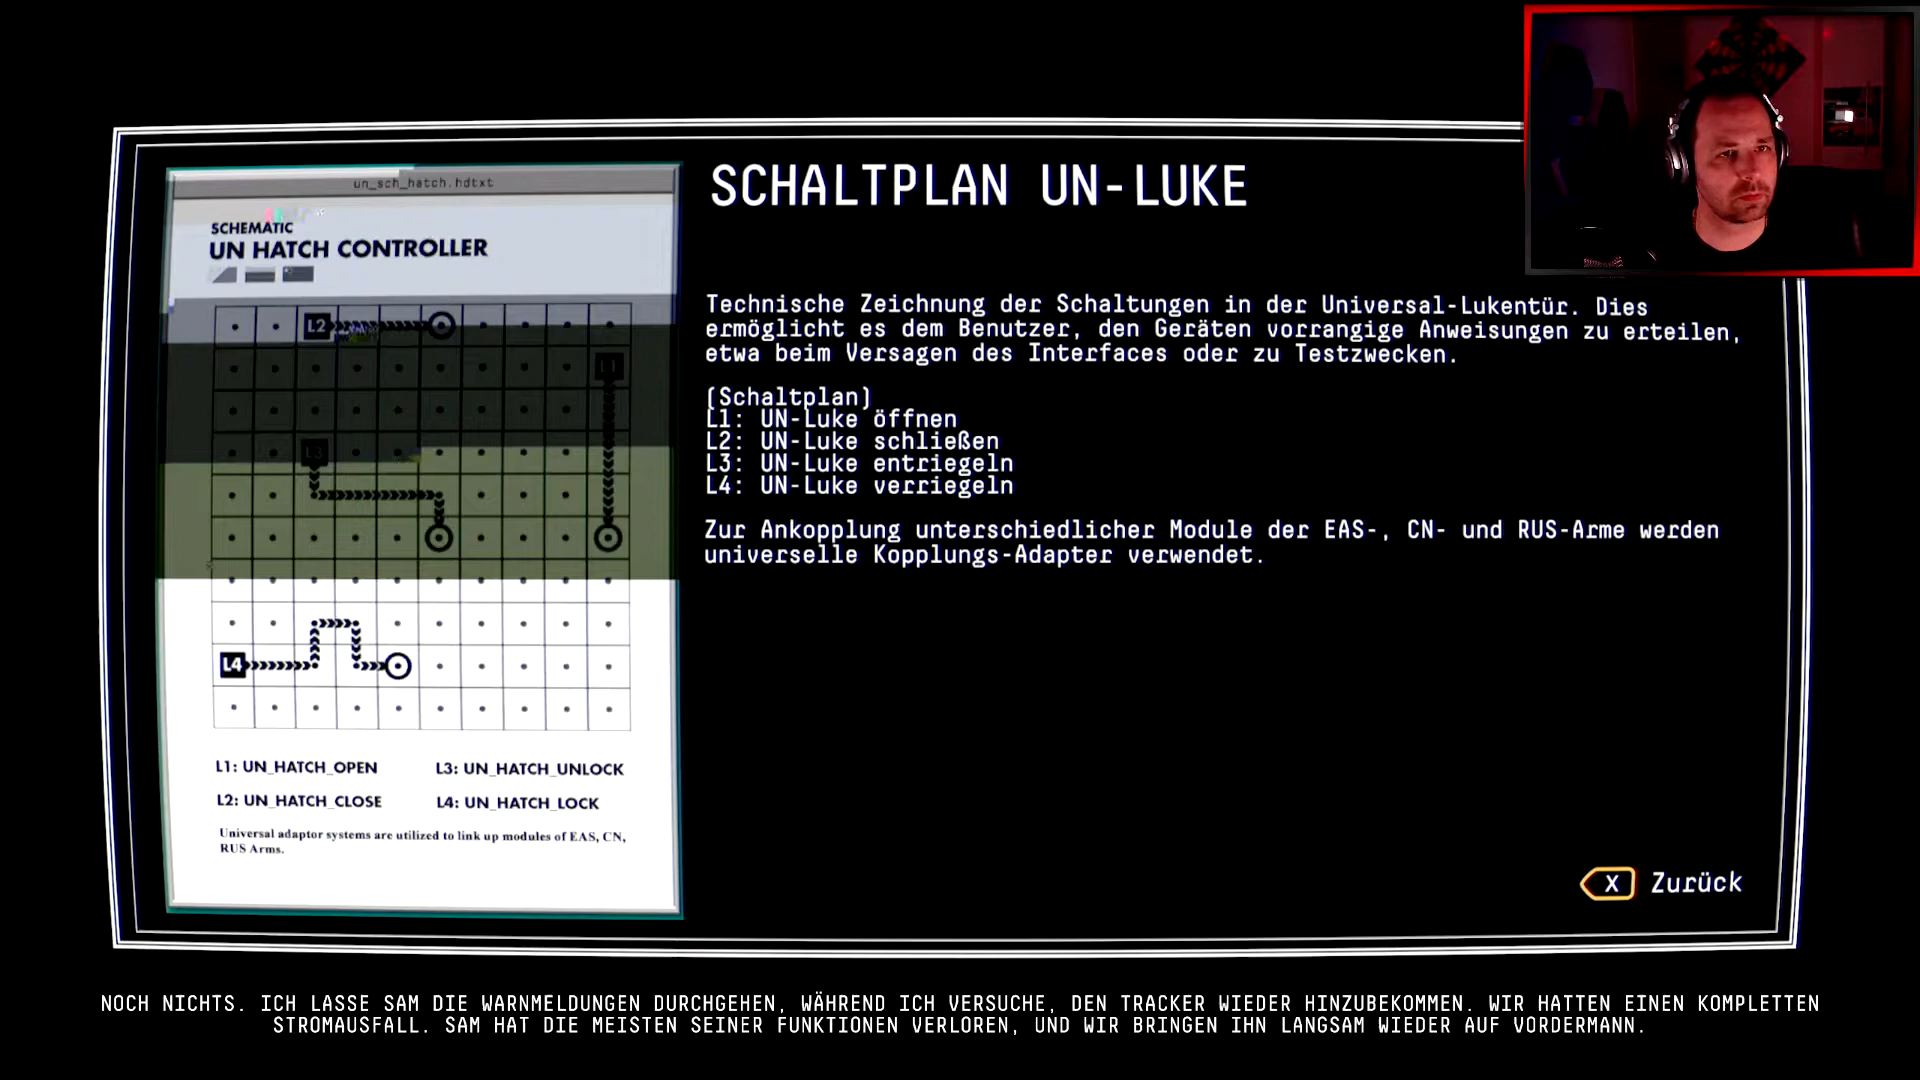 un_sch_hatch.hdtxt
SCHEMATIC
UN HATCH CONTROLLER
L2
L1
L3
L4
L1: UN_HATCH_OPEN
L3: UN_HATCH_UNLOCK
L2: UN_HATCH_CLOSE
L4: UN_HATCH_LOCK
Universal adaptor systems are utilized to link up modules of EAS, CN,
RUS Arms.
SCHALTPLAN UN-LUKE
Technische Zeichnung der Schaltungen in der Universal-Lukentür. Dies
ermöglicht es dem Benutzer, den Geräten vorrangige Anweisungen zu erteilen,
etwa beim Versagen des Interfaces oder zu Testzwecken.
(Schaltplan)
L1: UN-Luke öffnen
L2: UN-Luke schließen
L3: UN-Luke entriegeln
L4: UN-Luke verriegeln
Zur Ankopplung unterschiedlicher Module der EAS-, CN- und RUS-Arme werden
universelle Kopplungs-Adapter verwendet.
X Zurück
NOCH NICHTS. ICH LASSE SAM DIE WARNMELDUNGEN DURCHGEHEN, WÄHREND ICH VERSUCHE, DEN TRACKER WIEDER HINZUBEKOMMEN. WIR HATTEN EINEN KOMPLETTEN
STROMAUSFALL. SAM HAT DIE MEISTEN SEINER FUNKTIONEN VERLOREN, UND WIR BRINGEN IHN LANGSAM WIEDER AUF VORDERMANN.